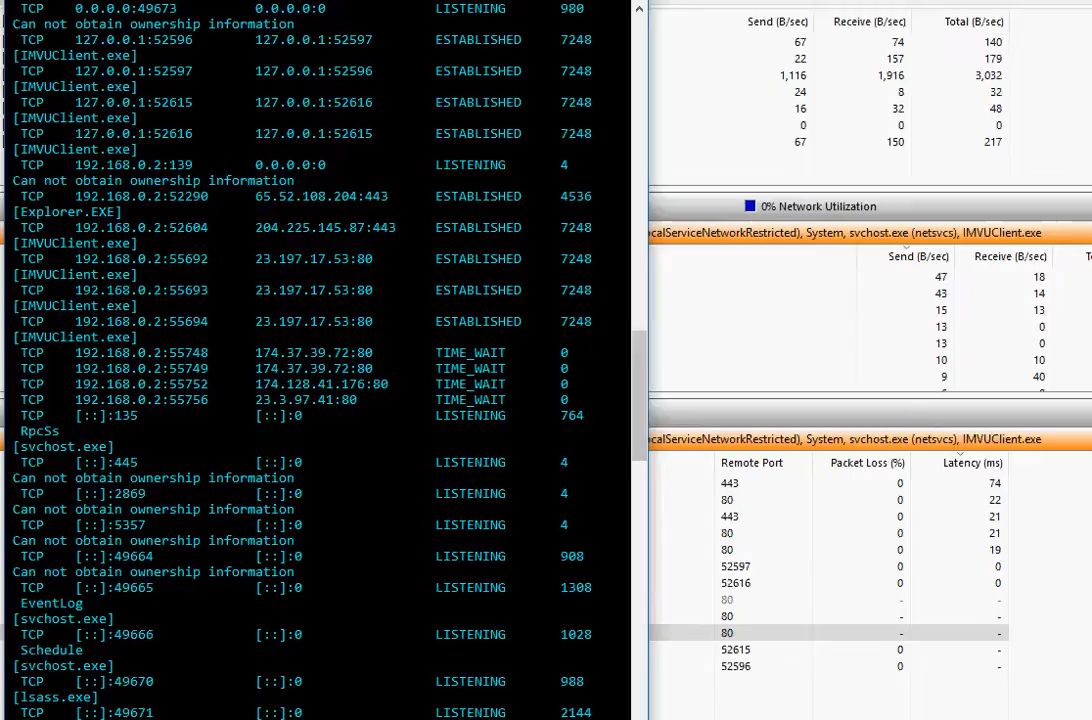 TCP 0.0.0.0:49673 0.0.0.0:0 LISTENING 980
Can not obtain ownership information
TCP 127.0.0.1:52596 127.0.0.1:52597 ESTABLISHED 7248
[IMVUClient.exe]
TCP 127.0.0.1:52597 127.0.0.1:52596 ESTABLISHED 7248
[IMVUClient.exe]
TCP 127.0.0.1:52615 127.0.0.1:52616 ESTABLISHED 7248
[IMVUClient.exe]
TCP 127.0.0.1:52616 127.0.0.1:52615 ESTABLISHED 7248
[IMVUClient.exe]
TCP 192.168.0.2:139 0.0.0.0:0 LISTENING 4
Can not obtain ownership information
TCP 192.168.0.2:52290 65.52.108.204:443 ESTABLISHED 4536
[Explorer.EXE]
TCP 192.168.0.2:52604 204.225.145.87:443 ESTABLISHED 7248
[IMVUClient.exe]
TCP 192.168.0.2:55692 23.197.17.53:80 ESTABLISHED 7248
[IMVUClient.exe]
TCP 192.168.0.2:55693 23.197.17.53:80 ESTABLISHED 7248
[IMVUClient.exe]
TCP 192.168.0.2:55694 23.197.17.53:80 ESTABLISHED 7248
[IMVUClient.exe]
TCP 192.168.0.2:55748 174.37.39.72:80 TIME_WAIT 0
TCP 192.168.0.2:55749 174.37.39.72:80 TIME_WAIT 0
TCP 192.168.0.2:55752 174.128.41.176:80 TIME_WAIT 0
TCP 192.168.0.2:55756 23.3.97.41:80 TIME_WAIT 0
TCP [::]:135 [::]:0 LISTENING 764
RpcSs
[svchost.exe]
TCP [::]:445 [::]:0 LISTENING 4
Can not obtain ownership information
TCP [::]:2869 [::]:0 LISTENING 4
Can not obtain ownership information
TCP [::]:5357 [::]:0 LISTENING 4
Can not obtain ownership information
TCP [::]:49664 [::]:0 LISTENING 908
Can not obtain ownership information
TCP [::]:49665 [::]:0 LISTENING 1308
EventLog
[svchost.exe]
TCP [::]:49666 [::]:0 LISTENING 1028
Schedule
[svchost.exe]
TCP [::]:49670 [::]:0 LISTENING 988
[lsass.exe]
TCP [::]:49671 [::]:0 LISTENING 2144
Send (B/sec) Receive (B/sec) Total (B/sec)
67 74 140
22 157 179
1,116 1,916 3,032
24 8 32
16 32 48
0 0 0
67 150 217
0% Network Utilization
ocalServiceNetworkRestricted), System, svchost.exe (netsvcs), IMVUClient.exe
Send (B/sec) Receive (B/sec)
47 18
43 14
15 13
13 0
13 0
10 10
9 40
ocalServiceNetworkRestricted), System, svchost.exe (netsvcs), IMVUClient.exe
Remote Port Packet Loss (%) Latency (ms)
443 0 74
80 0 22
443 0 21
80 0 21
80 0 19
52597 0 0
52616 0 0
80 - -
80 - -
80 - -
52615 0 -
52596 0 -